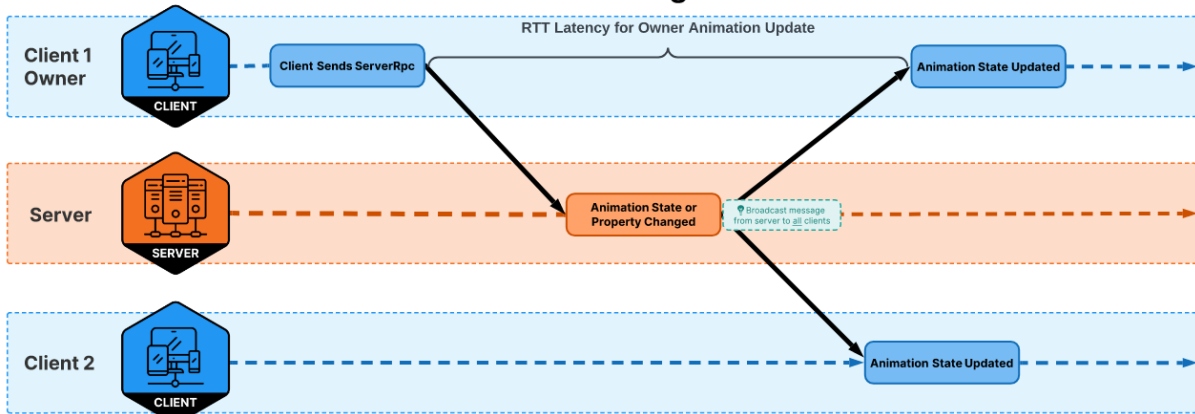 RTT Latency for Owner Animation Update
Client 1
Owner
CLIENT
Client Sends ServerRpc
Animation State Updated
Server
SERVER
Animation State or
Property Changed
Broadcast message
from server to all clients
Client 2
CLIENT
Animation State Updated